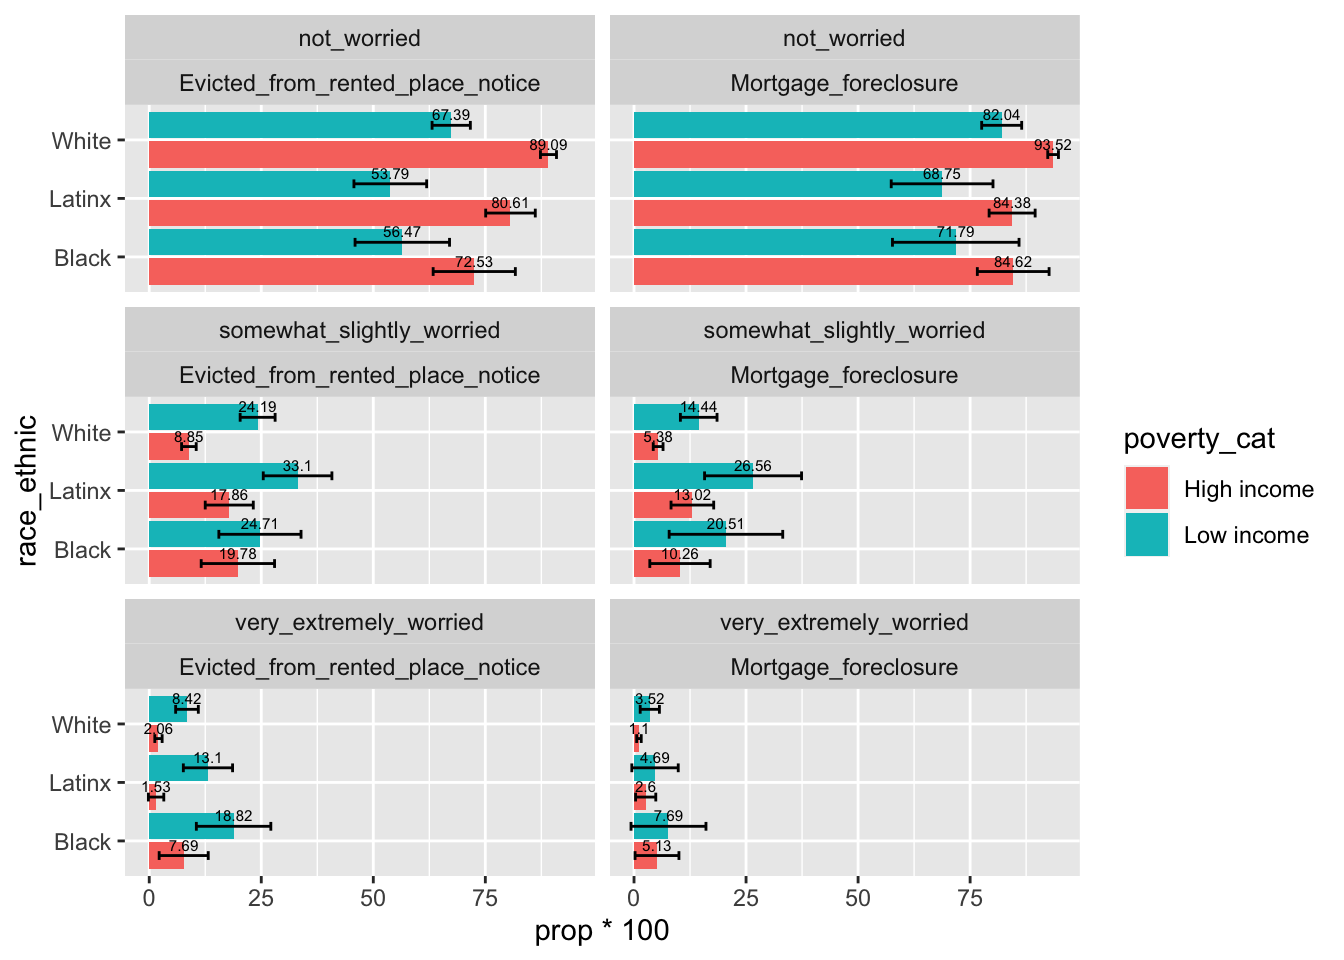 not_worried
not_worried
Evicted_from_rented_place_notice
Mortgage_foreclosure
White
Latinx
Black
67.39
89.09
53.79
80.61
56.47
72.53
82.04
93.52
68.75
84.38
71.79
84.62
somewhat_slightly_worried
somewhat_slightly_worried
Evicted_from_rented_place_notice
Mortgage_foreclosure
White
Latinx
Black
24.19
8.85
33.1
17.86
24.71
19.78
14.44
5.38
26.56
13.02
20.51
10.26
very_extremely_worried
very_extremely_worried
Evicted_from_rented_place_notice
Mortgage_foreclosure
White
Latinx
Black
8.42
2.06
13.1
1.53
18.82
7.69
3.52
1.1
4.69
2.6
7.69
5.13
0 25 50 75
0 25 50 75
prop * 100
race_ethnic
poverty_cat
High income
Low income